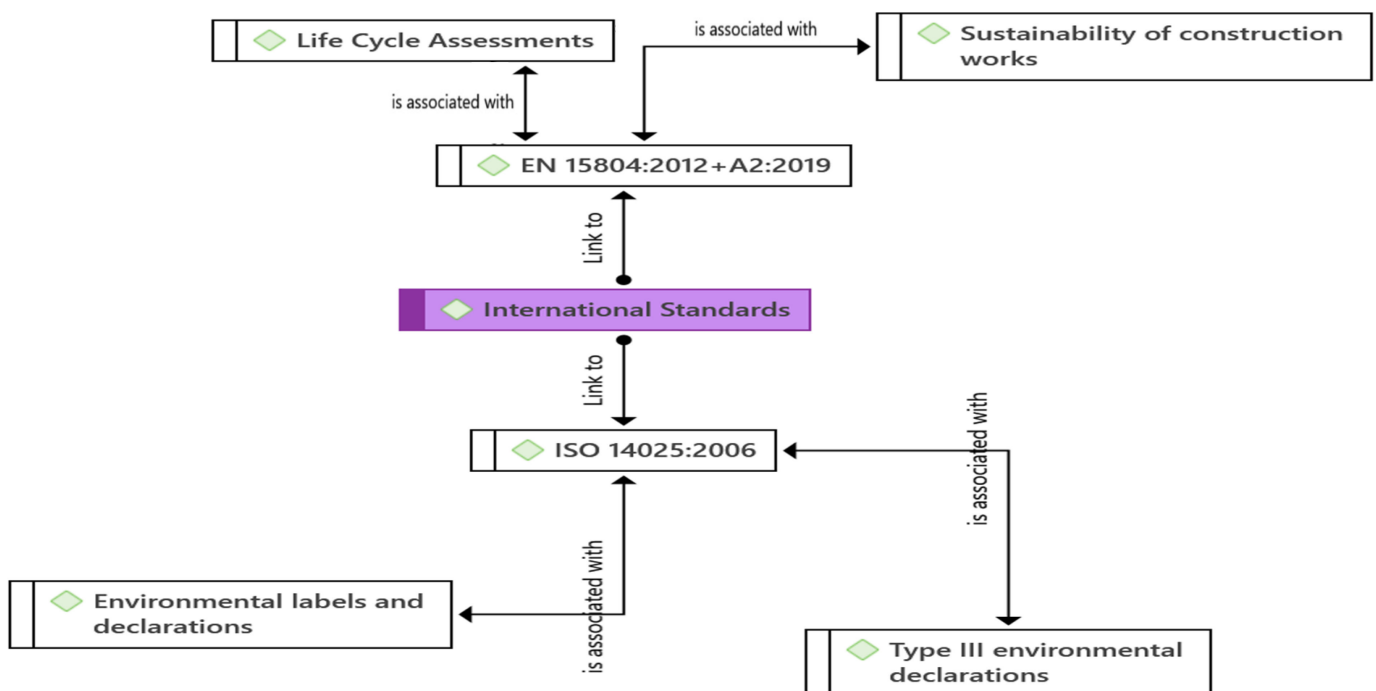 Life Cycle Assessments
is associated with
Sustainability of construction
works
is associated with
EN 15804:2012+A2:2019
Link to
International Standards
Link to
ISO 14025:2006
is associated with
is associated with
Environmental labels and
declarations
Type III environmental
declarations